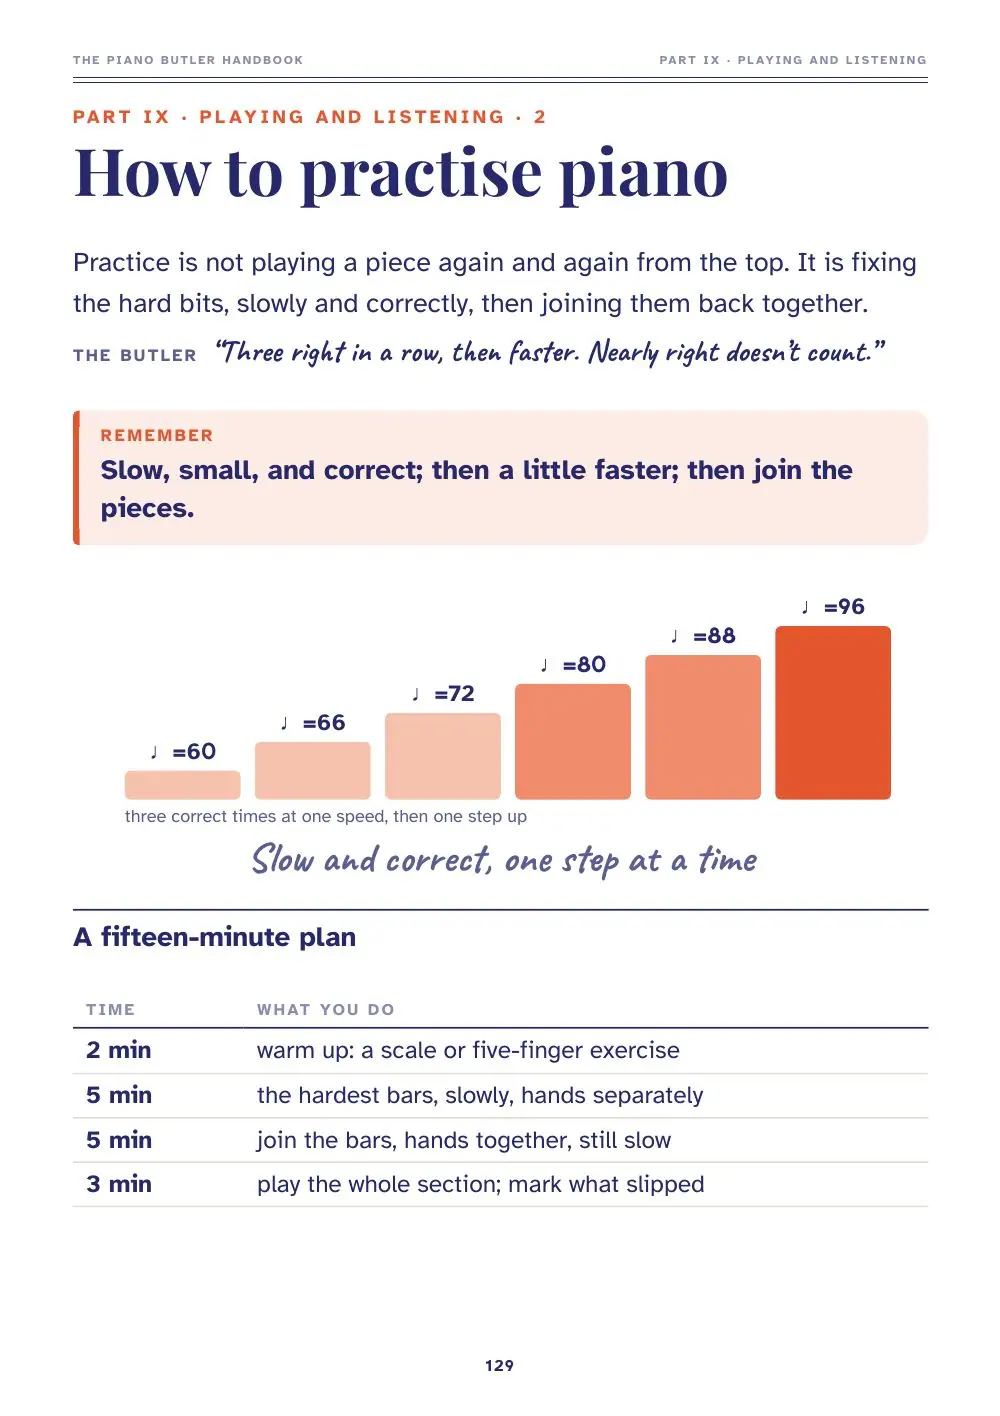 THE PIANO BUTLER HANDBOOK
PART IX · PLAYING AND LISTENING
PART IX · PLAYING AND LISTENING · 2
How to practise piano
Practice is not playing a piece again and again from the top. It is fixing
the hard bits, slowly and correctly, then joining them back together.
THE BUTLER “Three right in a row, then faster. Nearly right doesn’t count.”
REMEMBER
Slow, small, and correct; then a little faster; then join the
pieces.
♩=60
♩=66
♩=72
♩=80
♩=88
♩=96
three correct times at one speed, then one step up
Slow and correct, one step at a time
A fifteen-minute plan
TIME WHAT YOU DO
2 min warm up: a scale or five-finger exercise
5 min the hardest bars, slowly, hands separately
5 min join the bars, hands together, still slow
3 min play the whole section; mark what slipped
129